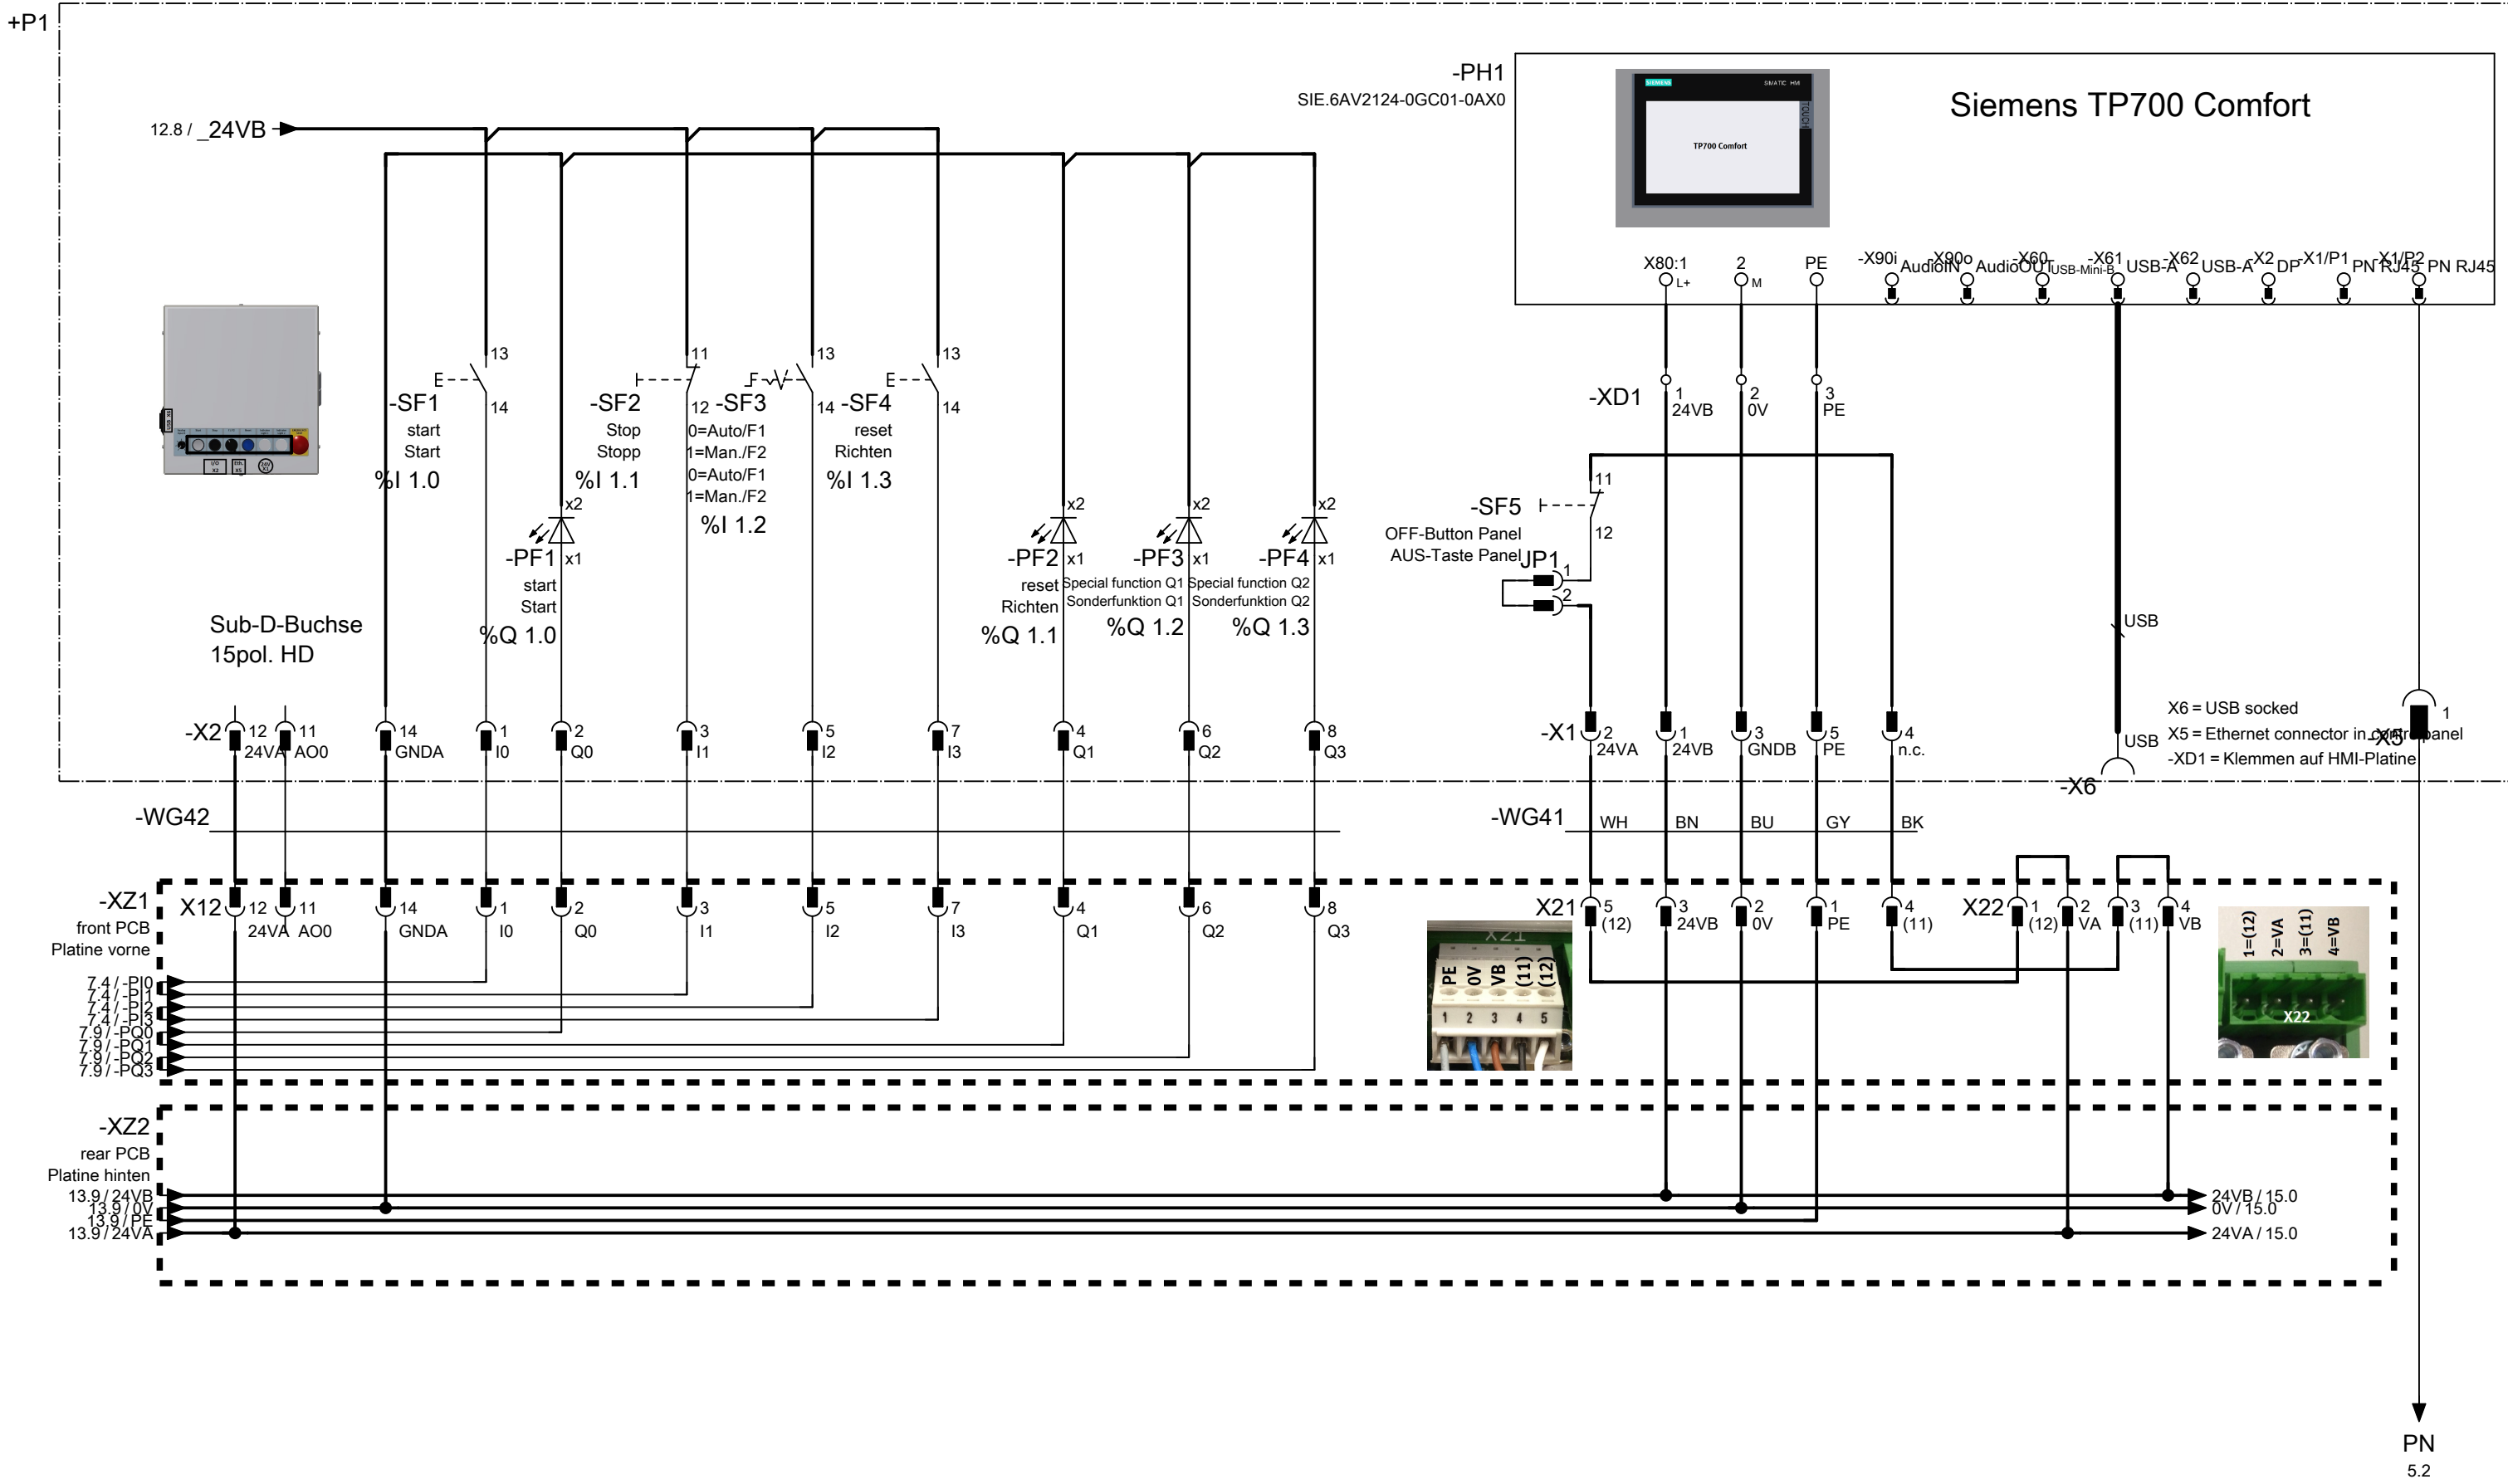 +P1
-PH1
SIE.6AV2124-0GC01-0AX0
SIEMENS
SIMATIC HMI
TOUCH
TP700 Comfort
Siemens TP700 Comfort
12.8 / _24VB
X80:1
L+
2
M
PE
-X90i
AudioIN
-X90o
AudioOUT
-X60
USB-Mini-B
-X61
USB-A
-X62
USB-A
-X2
DP
-X1/P1
PN RJ45
-X1/P2
PN RJ45
13
-SF1
14
start
Start
%I 1.0
11
-SF2
12
Stop
Stopp
%I 1.1
13
-SF3
14
0=Auto/F1
1=Man./F2
0=Auto/F1
1=Man./F2
%I 1.2
13
-SF4
14
reset
Richten
%I 1.3
-XD1
1
24VB
2
0V
3
PE
11
-SF5
12
OFF-Button Panel
AUS-Taste Panel
JP1
1
2
x2
-PF1
x1
start
Start
%Q 1.0
x2
-PF2
x1
reset
Richten
%Q 1.1
x2
-PF3
x1
Special function Q1
Sonderfunktion Q1
%Q 1.2
x2
-PF4
x1
Special function Q2
Sonderfunktion Q2
%Q 1.3
I/O
X2
X5
24V
X1
Sub-D-Buchse
15pol. HD
USB
USB
-X6
X6 = USB socked
X5 = Ethernet connector in controlpanel
-XD1 = Klemmen auf HMI-Platine
-X5
1
-X2
12
24VA
11
AO0
14
GNDA
1
I0
2
Q0
3
I1
5
I2
7
I3
4
Q1
6
Q2
8
Q3
-X1
2
24VA
1
24VB
3
GNDB
5
PE
4
n.c.
-WG42
-WG41
WH
BN
BU
GY
BK
-XZ1
front PCB
Platine vorne
X12
12
24VA
11
AO0
14
GNDA
1
I0
2
Q0
3
I1
5
I2
7
I3
4
Q1
6
Q2
8
Q3
X21
5
(12)
3
24VB
2
0V
1
PE
4
(11)
X22
1
(12)
2
VA
3
(11)
4
VB
X21
PE
0V
VB
(11)
(12)
1 2 3 4 5
1=(12)
2=VA
3=(11)
4=VB
X22
7.4 / -PI0
7.4 / -PI1
7.4 / -PI2
7.4 / -PI3
7.9 / -PQ0
7.9 / -PQ1
7.9 / -PQ2
7.9 / -PQ3
-XZ2
rear PCB
Platine hinten
13.9 / 24VB
13.9 / 0V
13.9 / PE
13.9 / 24VA
24VB / 15.0
0V / 15.0
24VA / 15.0
PN
5.2